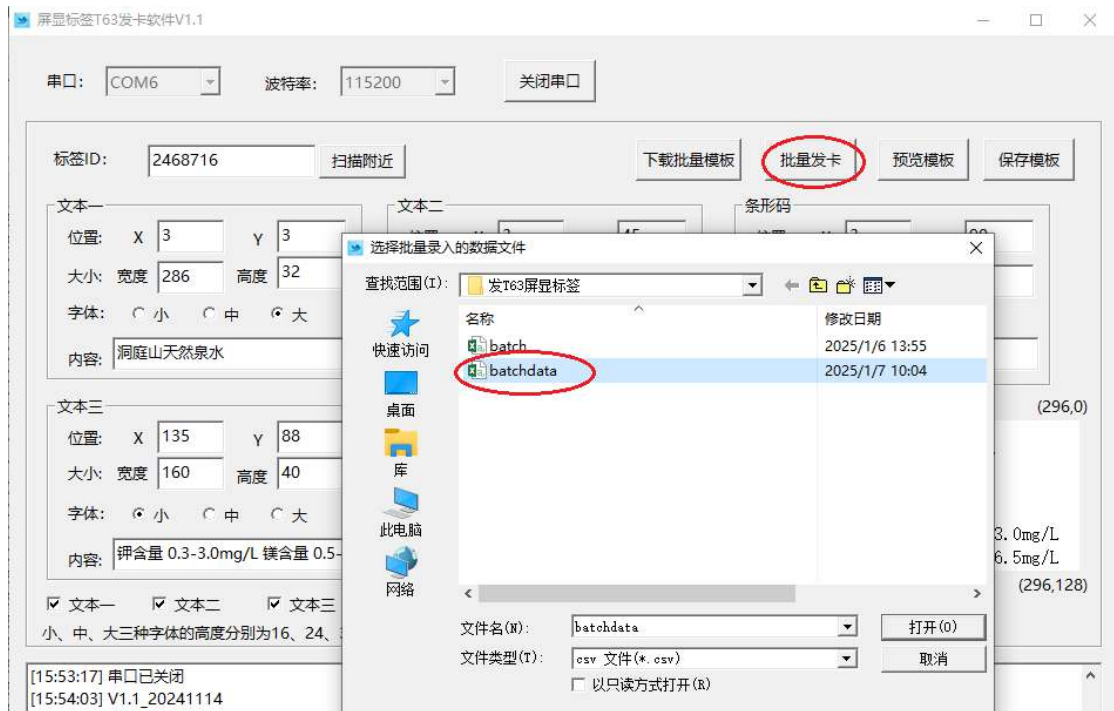 屏显标签T63发卡软件V1.1
串口: COM6 波特率: 115200 关闭串口
标签ID: 2468716 扫描附近 下载批量模板 批量发卡 预览模板 保存模板
文本一 文本二 条形码
位置: X 3 Y 3
大小: 宽度 286 高度 32
字体: 小 中 大
内容: 洞庭山天然泉水
选择批量录入的数据文件
查找范围(I): 发T63屏显标签
名称 修改日期
batch 2025/1/6 13:55
batchdata 2025/1/7 10:04
快速访问
桌面
库
此电脑
网络
文件名(N): batchdata 打开(O)
文件类型(T): csv 文件(*.csv) 取消
以只读方式打开(R)
文本三
位置: X 135 Y 88
大小: 宽度 160 高度 40
字体: 小 中 大
内容: 钾含量 0.3-3.0mg/L 镁含量 0.5-
(296,0)
3.0mg/L
6.5mg/L
(296,128)
文本一 文本二 文本三
小、中、大三种字体的高度分别为16、24、
[15:53:17] 串口已关闭
[15:54:03] V1.1_20241114